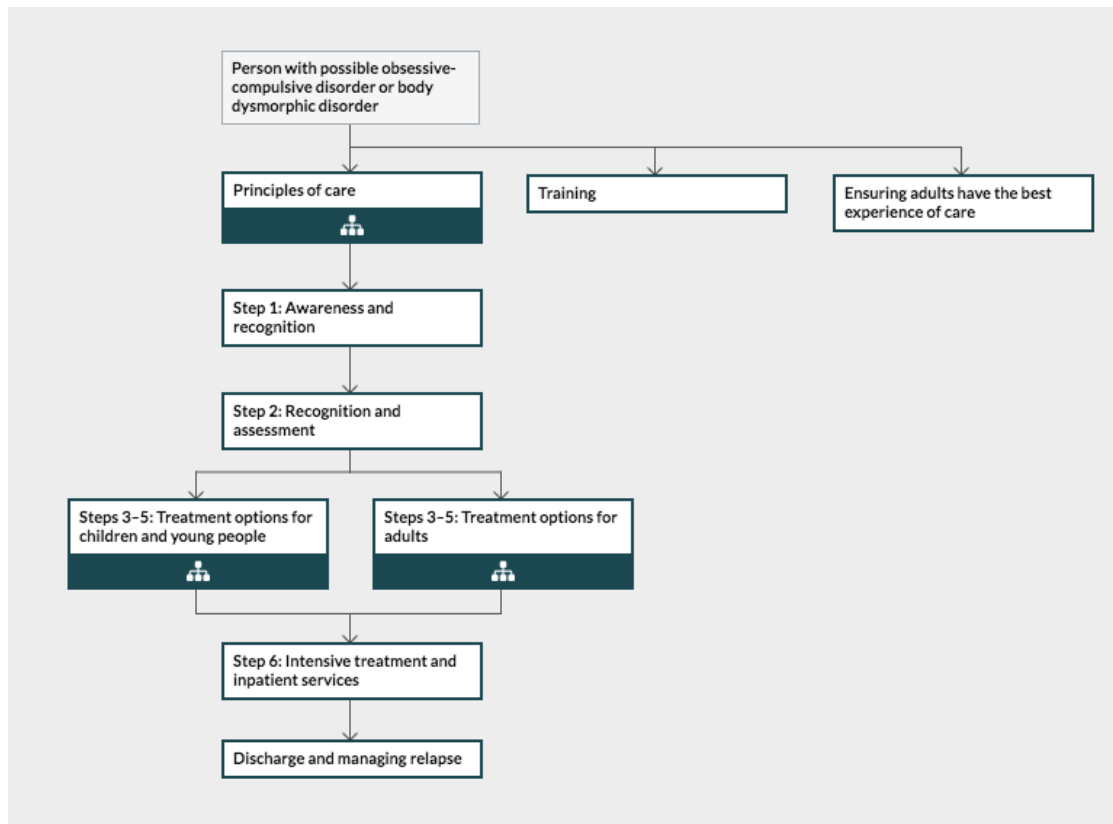 Person with possible obsessive-
compulsive disorder or body
dysmorphic disorder
Principles of care
Training
Ensuring adults have the best
experience of care
Step 1: Awareness and
recognition
Step 2: Recognition and
assessment
Steps 3–5: Treatment options for
children and young people
Steps 3–5: Treatment options for
adults
Step 6: Intensive treatment and
inpatient services
Discharge and managing relapse